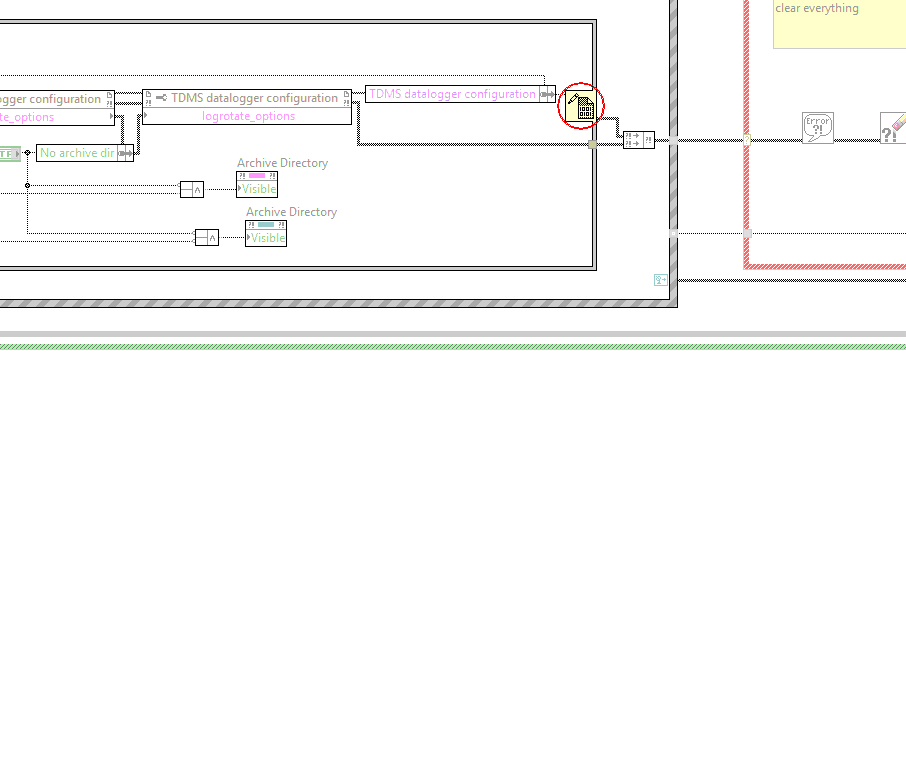 clear everything
ogger configuration
TDMS datalogger configuration
TDMS datalogger configuration
te_options
logrotate_options
Error
?!
TF
No archive dir
Archive Directory
Visible
Archive Directory
Visible